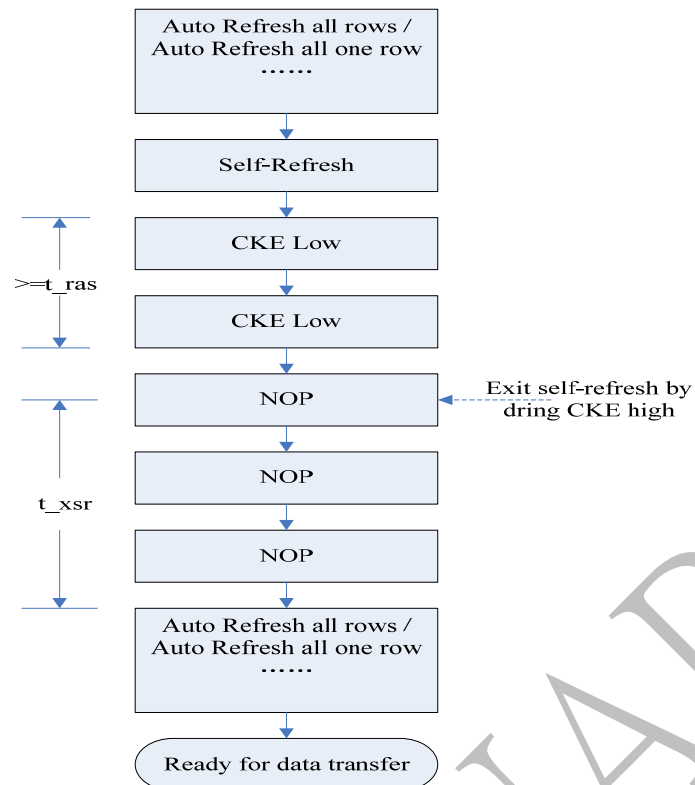 Auto Refresh all rows /
Auto Refresh all one row
······
Self-Refresh
CKE Low
>=t_ras
CKE Low
NOP
Exit self-refresh by
dring CKE high
NOP
t_xsr
NOP
Auto Refresh all rows /
Auto Refresh all one row
······
Ready for data transfer